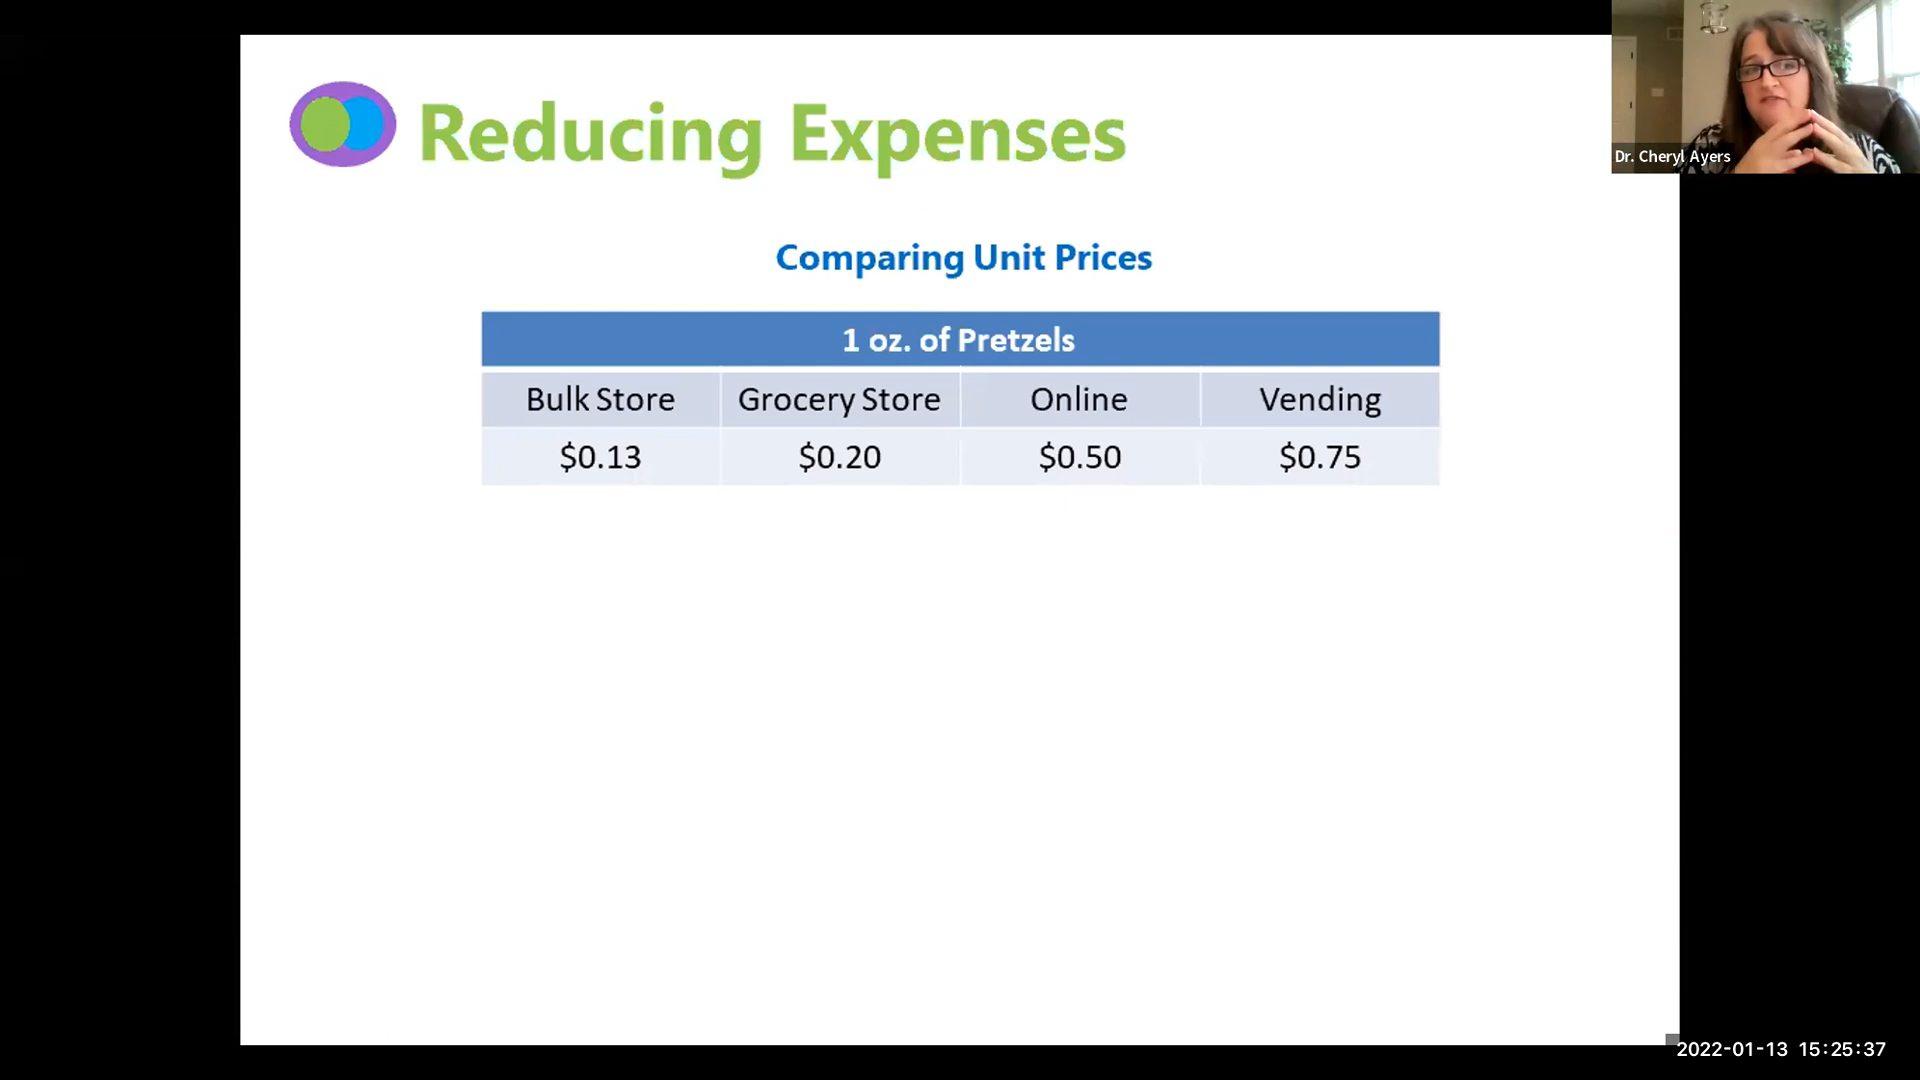 Reducing Expenses
Dr. Cheryl Ayers
Comparing Unit Prices
1 oz. of Pretzels
Bulk Store Grocery Store Online Vending
$0.13 $0.20 $0.50 $0.75
2022-01-13 15:25:37